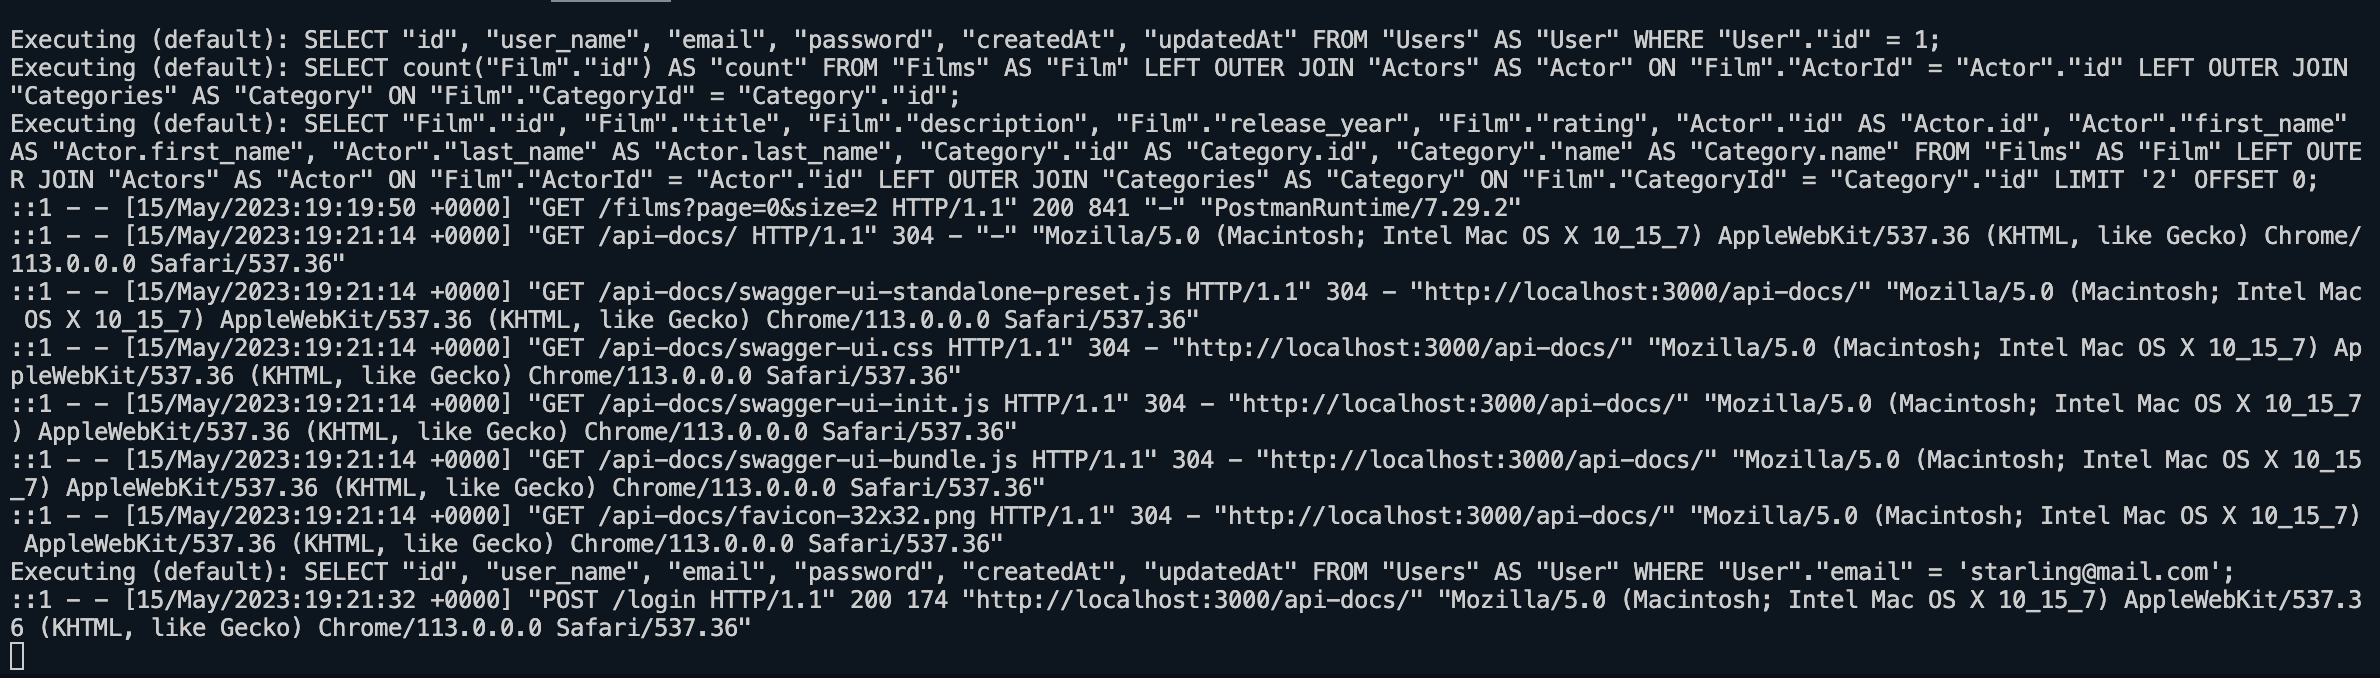 Executing (default): SELECT "id", "user_name", "email", "password", "createdAt", "updatedAt" FROM "Users" AS "User" WHERE "User"."id" = 1;
Executing (default): SELECT count("Film"."id") AS "count" FROM "Films" AS "Film" LEFT OUTER JOIN "Actors" AS "Actor" ON "Film"."ActorId" = "Actor"."id" LEFT OUTER JOIN
"Categories" AS "Category" ON "Film"."CategoryId" = "Category"."id";
Executing (default): SELECT "Film"."id", "Film"."title", "Film"."description", "Film"."release_year", "Film"."rating", "Actor"."id" AS "Actor.id", "Actor"."first_name"
AS "Actor.first_name", "Actor"."last_name" AS "Actor.last_name", "Category"."id" AS "Category.id", "Category"."name" AS "Category.name" FROM "Films" AS "Film" LEFT OUTE
R JOIN "Actors" AS "Actor" ON "Film"."ActorId" = "Actor"."id" LEFT OUTER JOIN "Categories" AS "Category" ON "Film"."CategoryId" = "Category"."id" LIMIT '2' OFFSET 0;
::1 - - [15/May/2023:19:19:50 +0000] "GET /films?page=0&size=2 HTTP/1.1" 200 841 "-" "PostmanRuntime/7.29.2"
::1 - - [15/May/2023:19:21:14 +0000] "GET /api-docs/ HTTP/1.1" 304 - "-" "Mozilla/5.0 (Macintosh; Intel Mac OS X 10_15_7) AppleWebKit/537.36 (KHTML, like Gecko) Chrome/
113.0.0.0 Safari/537.36"
::1 - - [15/May/2023:19:21:14 +0000] "GET /api-docs/swagger-ui-standalone-preset.js HTTP/1.1" 304 - "http://localhost:3000/api-docs/" "Mozilla/5.0 (Macintosh; Intel Mac
 OS X 10_15_7) AppleWebKit/537.36 (KHTML, like Gecko) Chrome/113.0.0.0 Safari/537.36"
::1 - - [15/May/2023:19:21:14 +0000] "GET /api-docs/swagger-ui.css HTTP/1.1" 304 - "http://localhost:3000/api-docs/" "Mozilla/5.0 (Macintosh; Intel Mac OS X 10_15_7) Ap
pleWebKit/537.36 (KHTML, like Gecko) Chrome/113.0.0.0 Safari/537.36"
::1 - - [15/May/2023:19:21:14 +0000] "GET /api-docs/swagger-ui-init.js HTTP/1.1" 304 - "http://localhost:3000/api-docs/" "Mozilla/5.0 (Macintosh; Intel Mac OS X 10_15_7
) AppleWebKit/537.36 (KHTML, like Gecko) Chrome/113.0.0.0 Safari/537.36"
::1 - - [15/May/2023:19:21:14 +0000] "GET /api-docs/swagger-ui-bundle.js HTTP/1.1" 304 - "http://localhost:3000/api-docs/" "Mozilla/5.0 (Macintosh; Intel Mac OS X 10_15
_7) AppleWebKit/537.36 (KHTML, like Gecko) Chrome/113.0.0.0 Safari/537.36"
::1 - - [15/May/2023:19:21:14 +0000] "GET /api-docs/favicon-32x32.png HTTP/1.1" 304 - "http://localhost:3000/api-docs/" "Mozilla/5.0 (Macintosh; Intel Mac OS X 10_15_7)
 AppleWebKit/537.36 (KHTML, like Gecko) Chrome/113.0.0.0 Safari/537.36"
Executing (default): SELECT "id", "user_name", "email", "password", "createdAt", "updatedAt" FROM "Users" AS "User" WHERE "User"."email" = 'starling@mail.com';
::1 - - [15/May/2023:19:21:32 +0000] "POST /login HTTP/1.1" 200 174 "http://localhost:3000/api-docs/" "Mozilla/5.0 (Macintosh; Intel Mac OS X 10_15_7) AppleWebKit/537.3
6 (KHTML, like Gecko) Chrome/113.0.0.0 Safari/537.36"